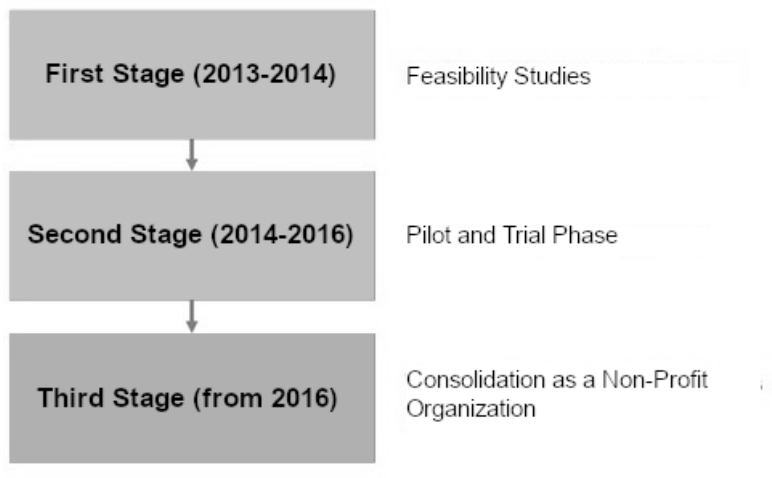 First Stage (2013-2014)
Feasibility Studies
Second Stage (2014-2016)
Pilot and Trial Phase
Third Stage (from 2016)
Consolidation as a Non-Profit
Organization